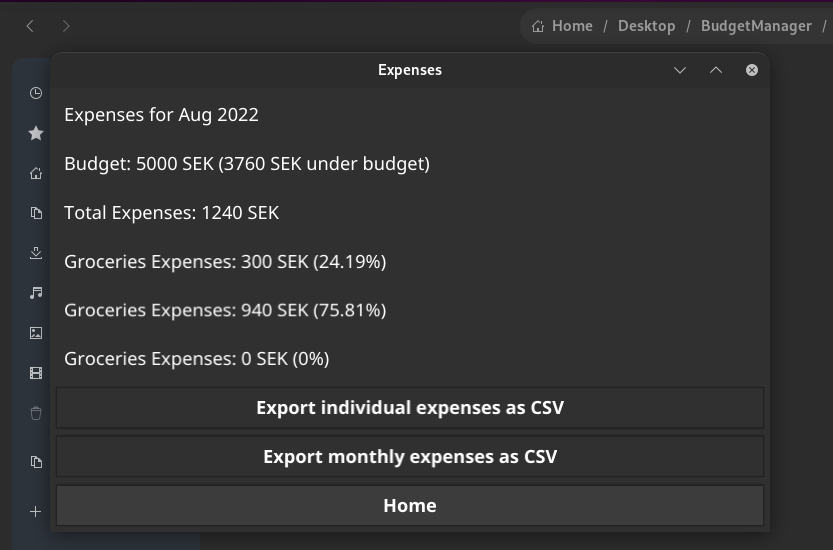 Home / Desktop / BudgetManager /
Expenses
Expenses for Aug 2022
Budget: 5000 SEK (3760 SEK under budget)
Total Expenses: 1240 SEK
Groceries Expenses: 300 SEK (24.19%)
Groceries Expenses: 940 SEK (75.81%)
Groceries Expenses: 0 SEK (0%)
Export individual expenses as CSV
Export monthly expenses as CSV
Home